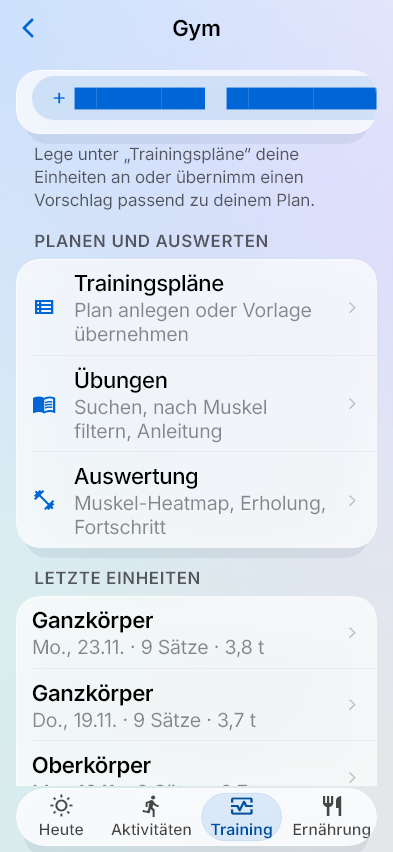 Gym
+
Lege unter „Trainingspläne“ deine
Einheiten an oder übernimm einen
Vorschlag passend zu deinem Plan.
PLANEN UND AUSWERTEN
Trainingspläne
Plan anlegen oder Vorlage
übernehmen
Übungen
Suchen, nach Muskel
filtern, Anleitung
Auswertung
Muskel-Heatmap, Erholung,
Fortschritt
LETZTE EINHEITEN
Ganzkörper
Mo., 23.11. · 9 Sätze · 3,8 t
Ganzkörper
Do., 19.11. · 9 Sätze · 3,7 t
Oberkörper
Heute Aktivitäten Training Ernährung